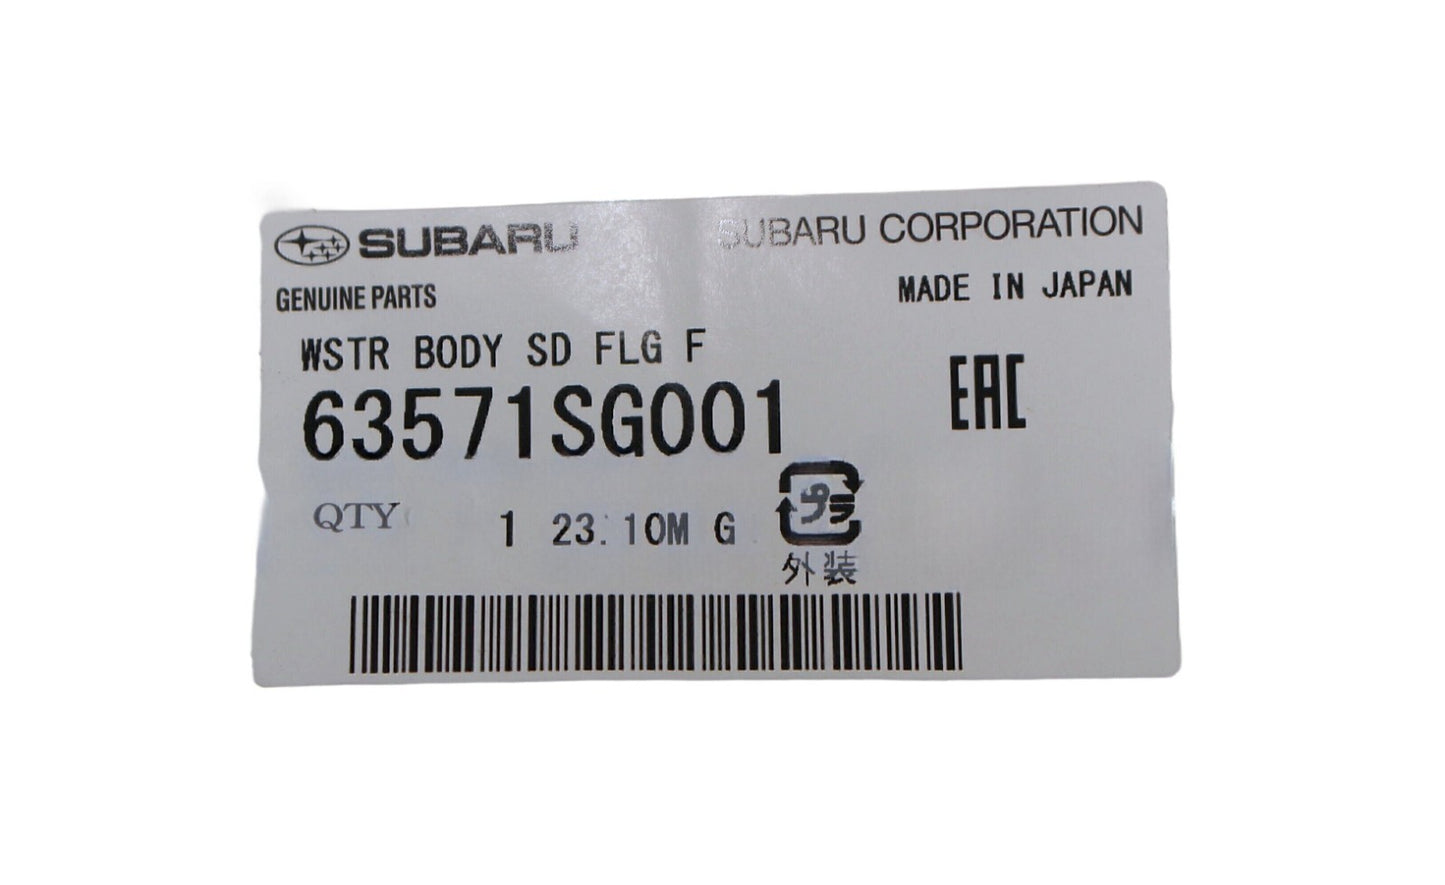 SUBARU SUBARU CORPORATION
GENUINE PARTS MADE IN JAPAN
WSTR BODY SD FLG F
EAC
63571SG001
QTY 1 23.10M G プラ
外装